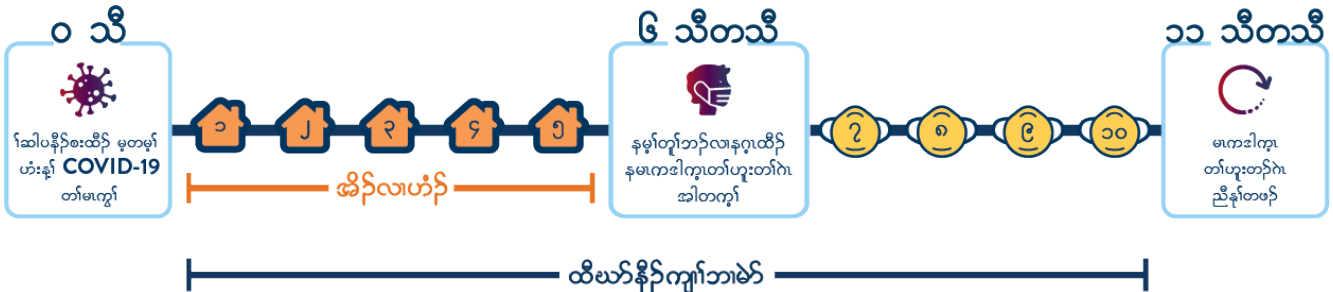 ၀ သီ
ၢ်ဆါပနီၣ်စးထီၣ် မ့တမ့ၢ်
ဟံးန့ၢ် COVID-19
တၢ်မၤကွၢ်
၁
၂
၃
၄
၅
အိၣ်လၢဟံၣ်
၆ သီတသီ
နမ့ၢ်တူၢ်ဘၣ်လၢနဂ့ၤထီၣ်
နမၤကဒါက့ၤတၢ်ဟူးတၢ်ဂဲၤ
အါတက့ၢ်
၇
၈
၉
၁၀
၁၁ သီတသီ
မၤကဒါက့ၤ
တၢ်ဟူးတၣ်ဂဲၤ
ညီနုၢ်တဖၣ်
ထီဃာ်နီၣ်ကျၢၢ်ဘၢမဲာ်